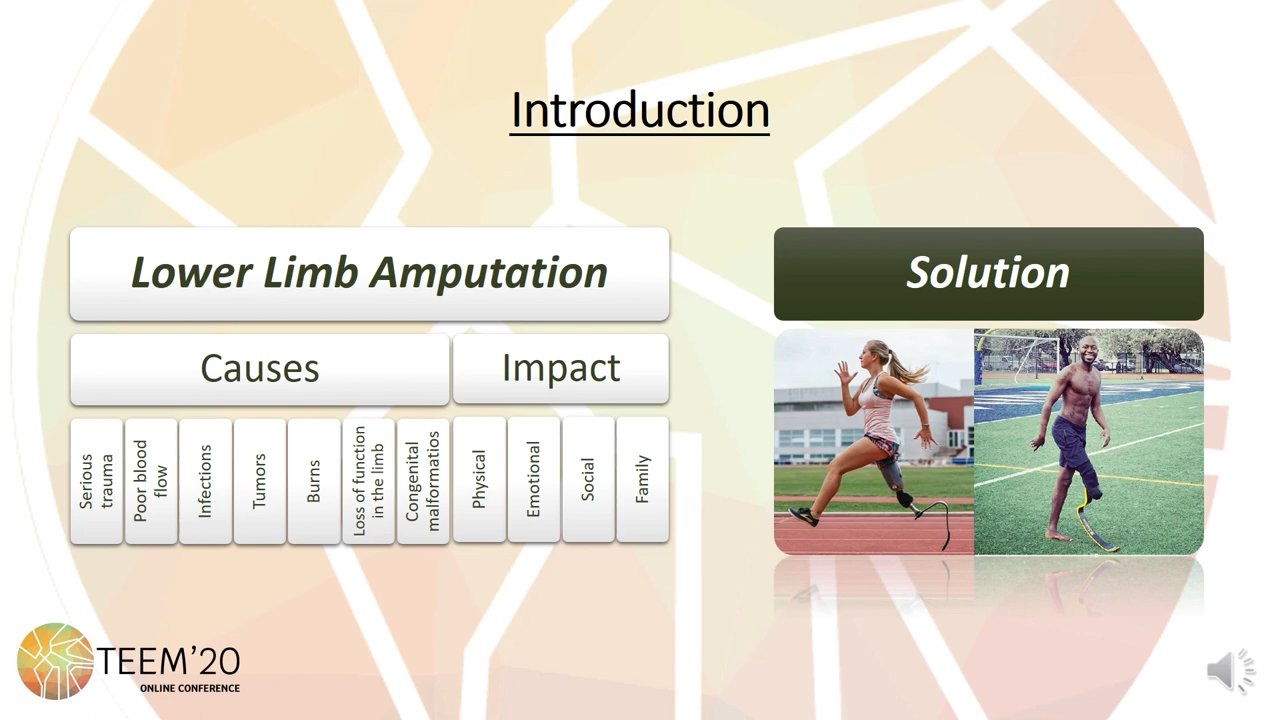 Introduction
Lower Limb Amputation
Solution
Causes
Impact
Serious
trauma
Poor blood
flow
Infections
Tumors
Burns
Loss of function
in the limb
Congenital
malformatios
Physical
Emotional
Social
Family
TEEM’20
ONLINE CONFERENCE